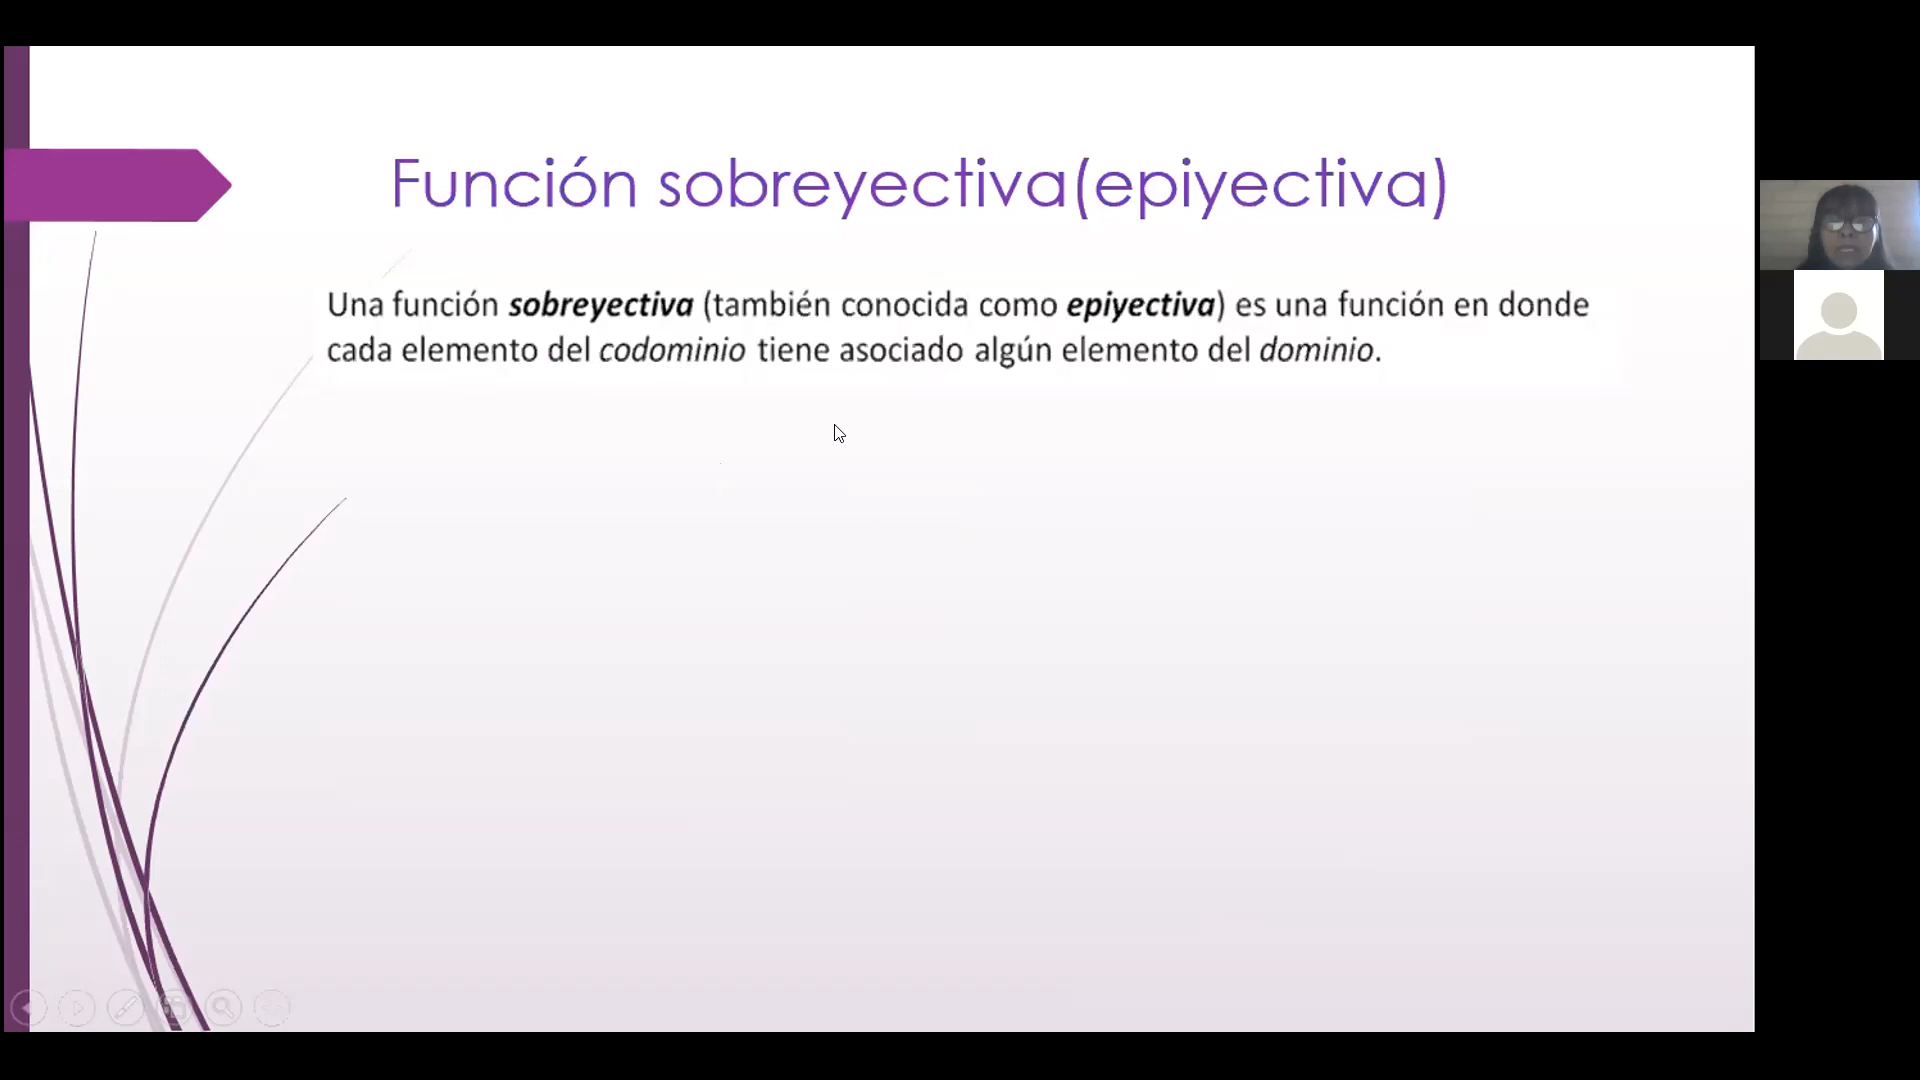 Función sobreyectiva(epiyectiva)
Una función sobreyectiva (también conocida como epiyectiva) es una función en donde
cada elemento del codominio tiene asociado algún elemento del dominio.